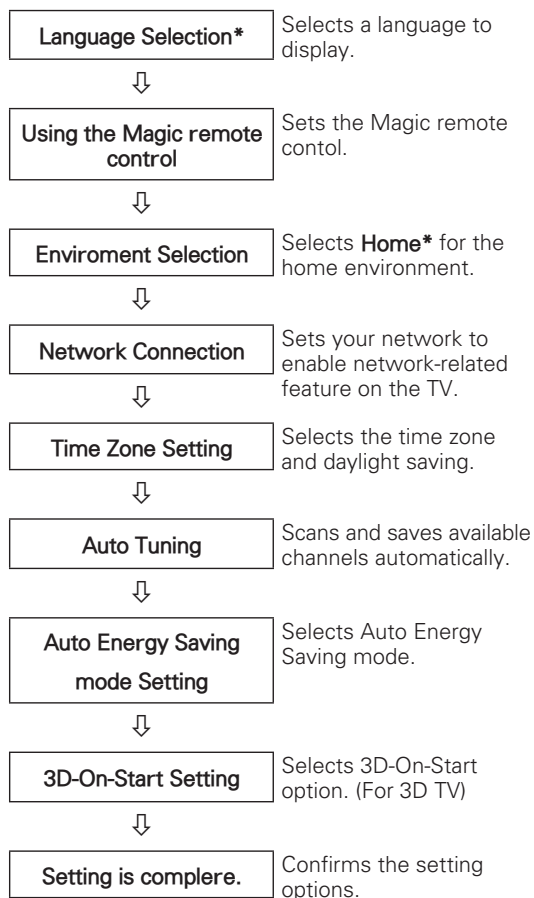 Language Selection*
Selects a language to
display.
⇩
Using the Magic remote
control
Sets the Magic remote
contol.
⇩
Enviroment Selection
Selects Home* for the
home environment.
⇩
Network Connection
Sets your network to
enable network-related
feature on the TV.
⇩
Time Zone Setting
Selects the time zone
and daylight saving.
⇩
Auto Tuning
Scans and saves available
channels automatically.
⇩
Auto Energy Saving
mode Setting
Selects Auto Energy
Saving mode.
⇩
3D-On-Start Setting
Selects 3D-On-Start
option. (For 3D TV)
⇩
Setting is complere.
Confirms the setting
options.